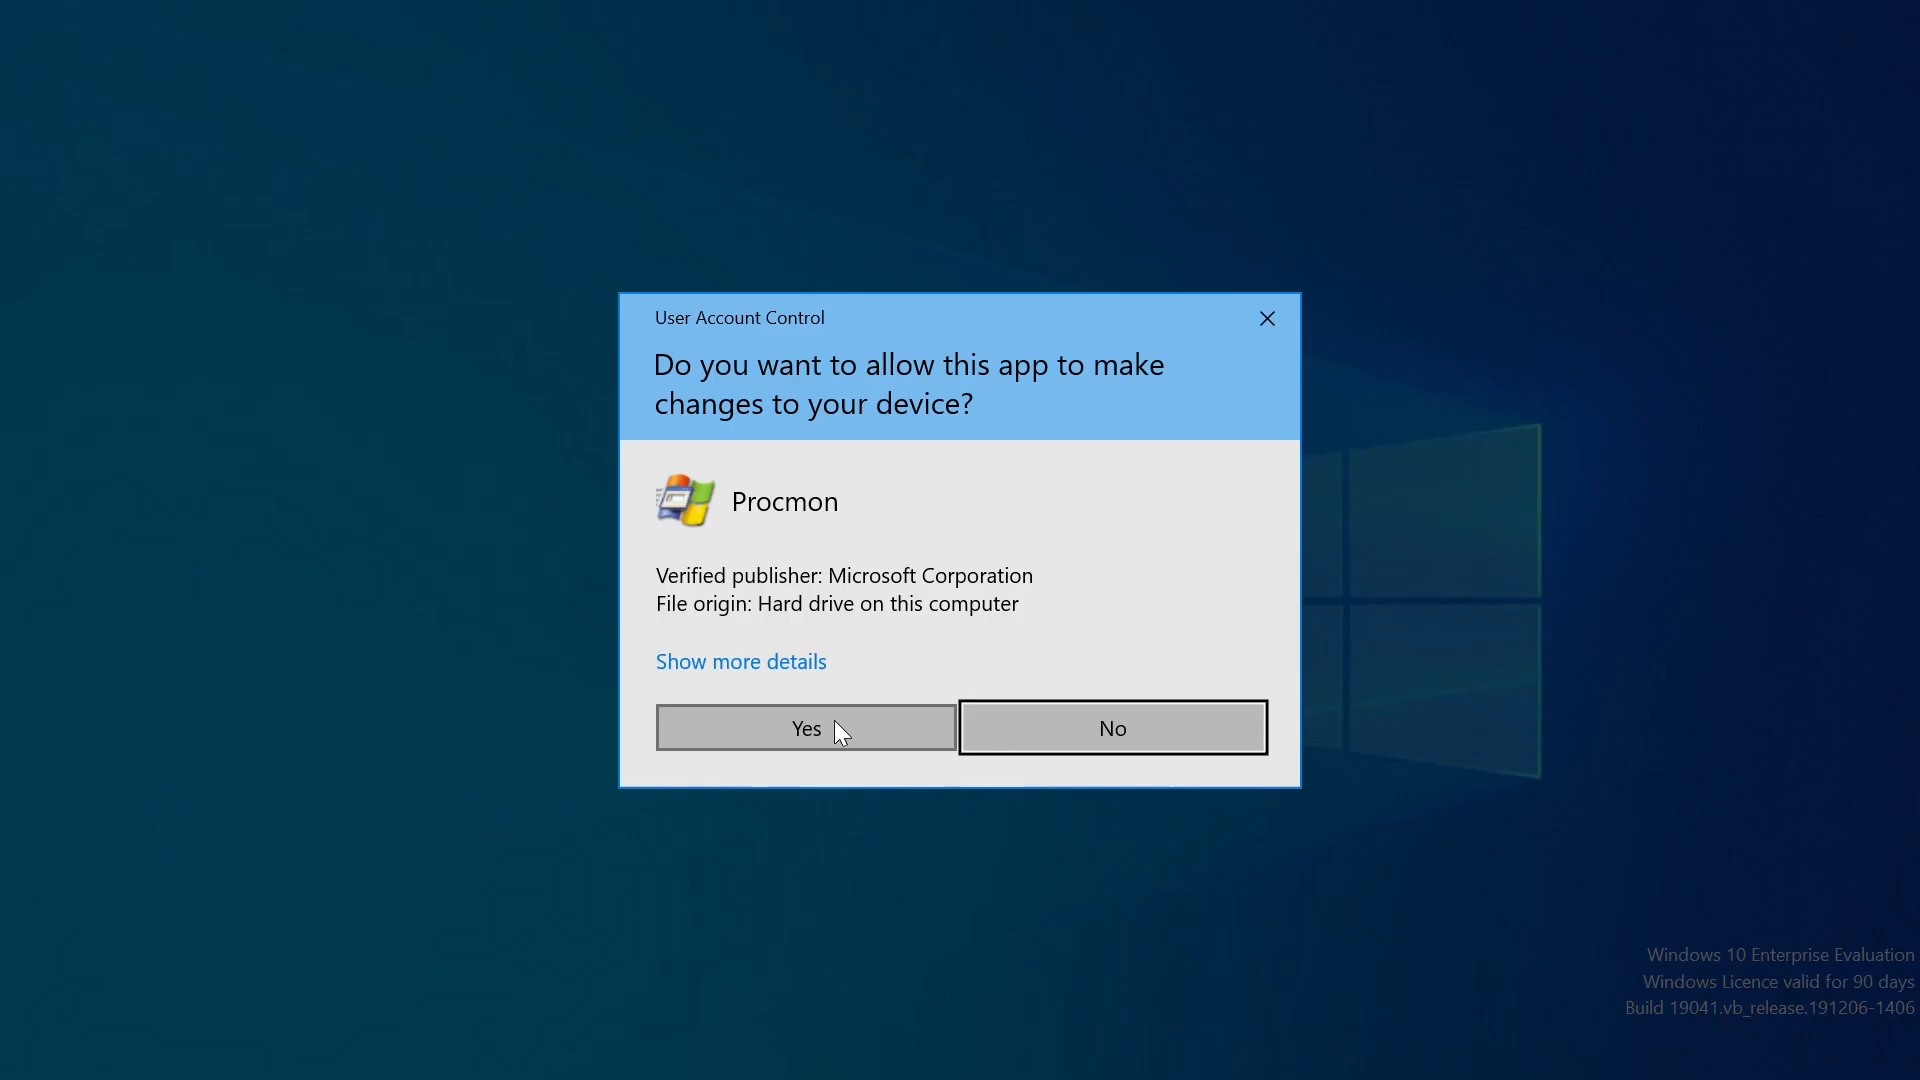 User Account Control
Do you want to allow this app to make
changes to your device?
Procmon
Verified publisher: Microsoft Corporation
File origin: Hard drive on this computer
Show more details
Yes
No
Windows 10 Enterprise Evaluation
Windows Licence valid for 90 days
Build 19041.vb_release.191206-1406